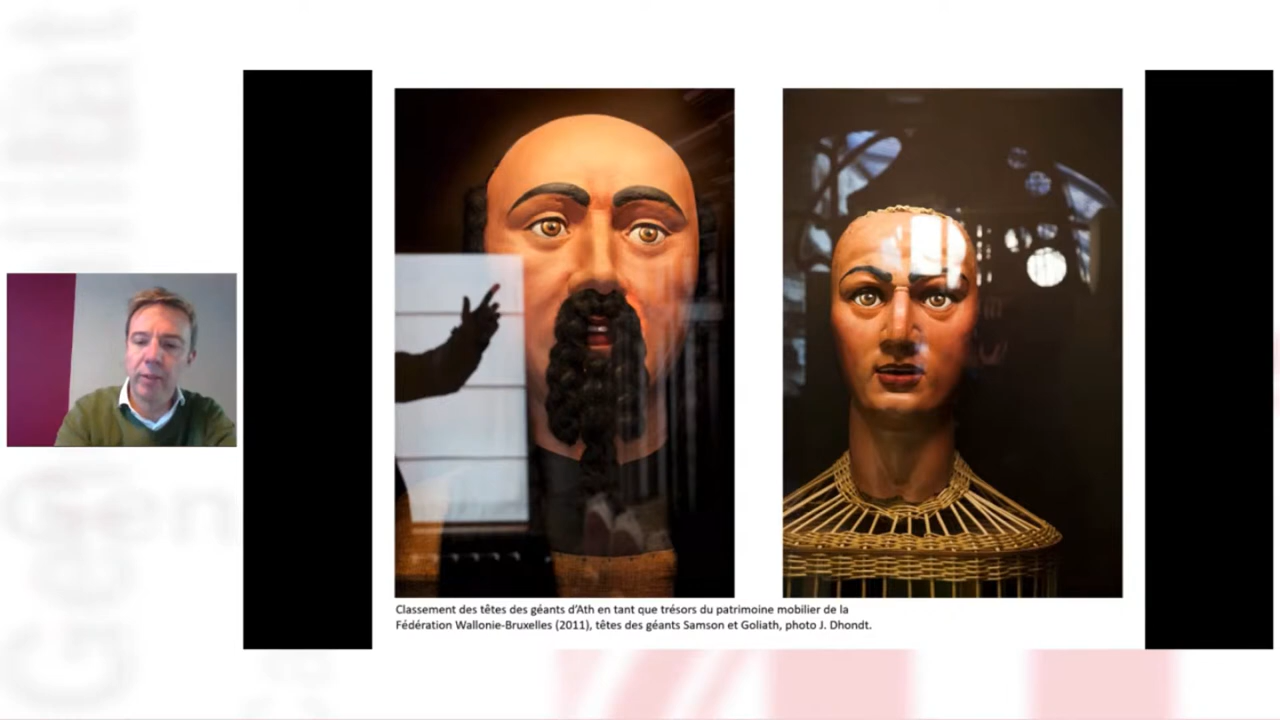 Classement des têtes des géants d'Ath en tant que trésors du patrimoine mobilier de la
Fédération Wallonie-Bruxelles (2011), têtes des géants Samson et Goliath, photo J. Dhondt.